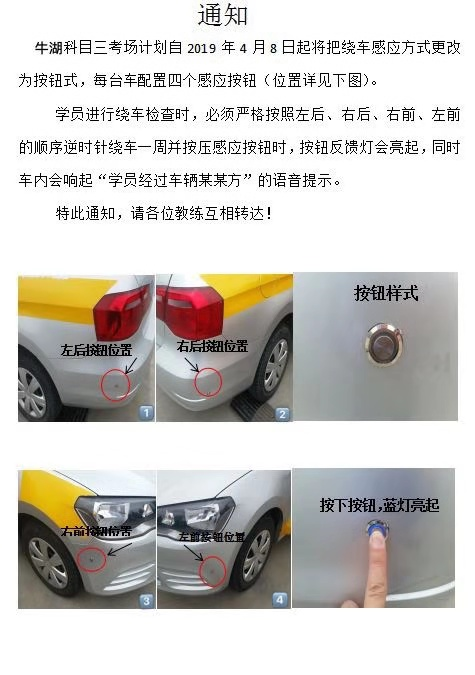 通知
牛湖科目三考场计划自 2019 年 4 月 8 日起将把绕车感应方式更改
为按钮式，每台车配置四个感应按钮（位置详见下图）。
学员进行绕车检查时，必须严格按照左后、右后、右前、左前
的顺序逆时针绕车一周并按压感应按钮时，按钮反馈灯会亮起，同时
车内会响起“学员经过车辆某某方”的语音提示。
特此通知，请各位教练互相转达！
左后按钮位置
1
右后按钮位置
2
按钮样式
右前按钮位置
3
左前按钮位置
4
按下按钮，蓝灯亮起